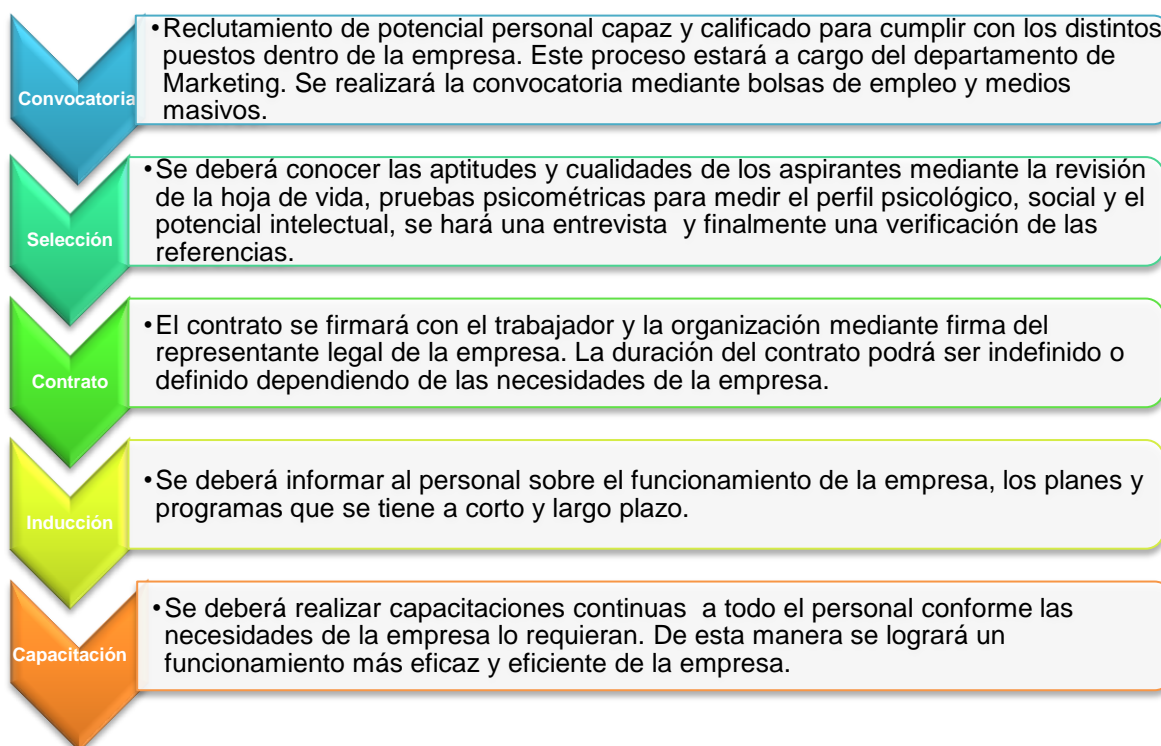 Convocatoria
•Reclutamiento de potencial personal capaz y calificado para cumplir con los distintos
puestos dentro de la empresa. Este proceso estará a cargo del departamento de
Marketing. Se realizará la convocatoria mediante bolsas de empleo y medios
masivos.
Selección
•Se deberá conocer las aptitudes y cualidades de los aspirantes mediante la revisión
de la hoja de vida, pruebas psicométricas para medir el perfil psicológico, social y el
potencial intelectual, se hará una entrevista  y finalmente una verificación de las
referencias.
Contrato
•El contrato se firmará con el trabajador y la organización mediante firma del
representante legal de la empresa. La duración del contrato podrá ser indefinido o
definido dependiendo de las necesidades de la empresa.
Inducción
•Se deberá informar al personal sobre el funcionamiento de la empresa, los planes y
programas que se tiene a corto y largo plazo.
Capacitación
•Se deberá realizar capacitaciones continuas  a todo el personal conforme las
necesidades de la empresa lo requieran. De esta manera se logrará un
funcionamiento más eficaz y eficiente de la empresa.